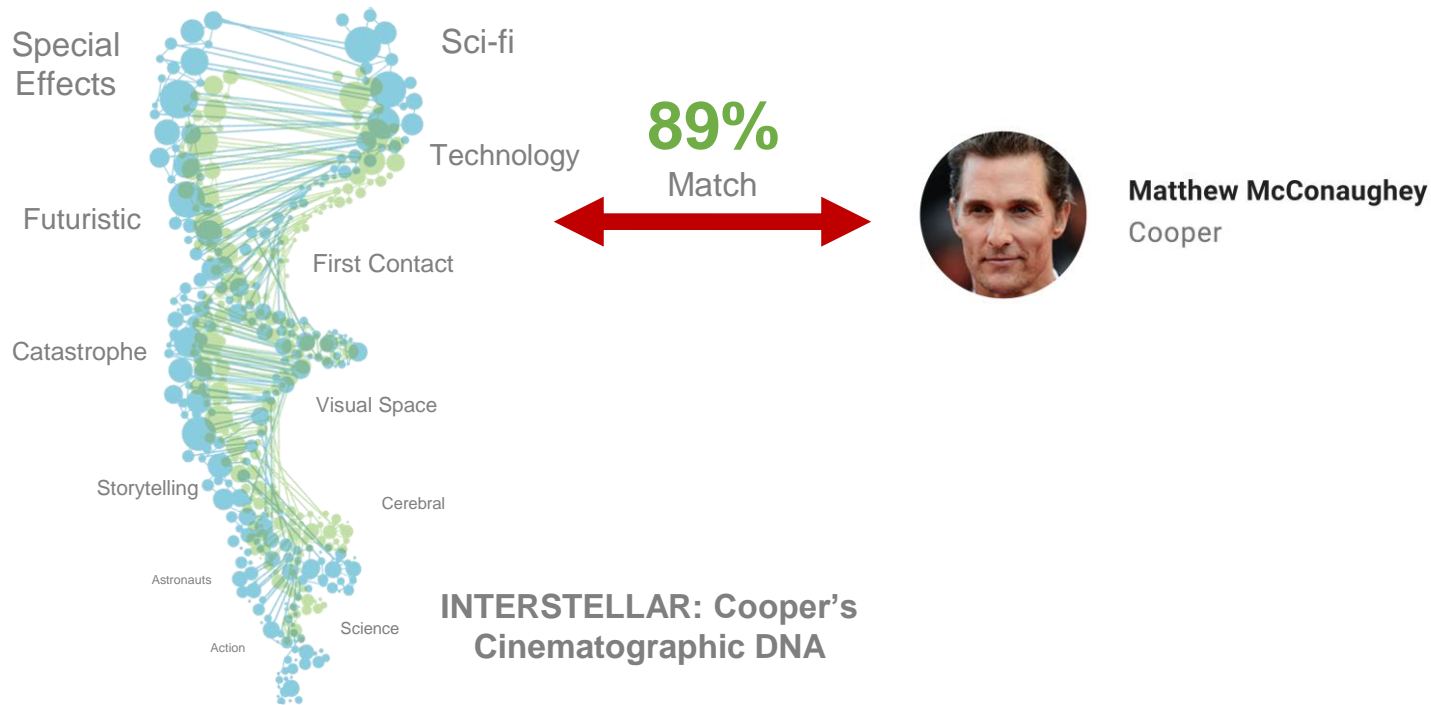 Special
Effects
Sci-fi
89%
Match
Technology
Matthew McConaughey
Cooper
Futuristic
First Contact
Catastrophe
Visual Space
Storytelling
Cerebral
Astronauts
Science
Action
INTERSTELLAR: Cooper’s
Cinematographic DNA